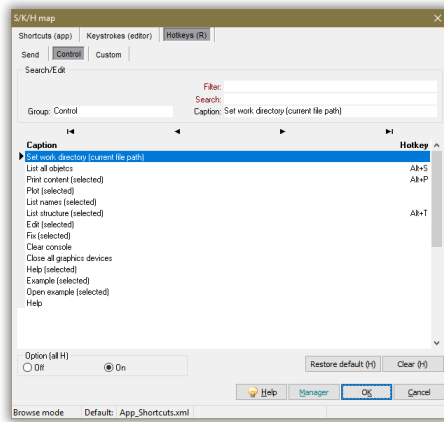 S/K/H map
Shortcuts (app) Keystrokes (editor) Hotkeys (R)
Send Control Custom
Search/Edit
Filter:
Search:
Group: Control Caption: Set work directory (current file path)
Caption Hotkey
Set work directory (current file path)
List all objetcs Alt+S
Print content (selected) Alt+P
Plot (selected)
List names (selected)
List structure (selected) Alt+T
Edit (selected)
Fix (selected)
Clear console
Close all graphics devices
Help (selected)
Example (selected)
Open example (selected)
Help
Option (all H)
Off On Restore default (H) Clear (H)
Help Manager OK Cancel
Browse mode Default: App_Shortcuts.xml